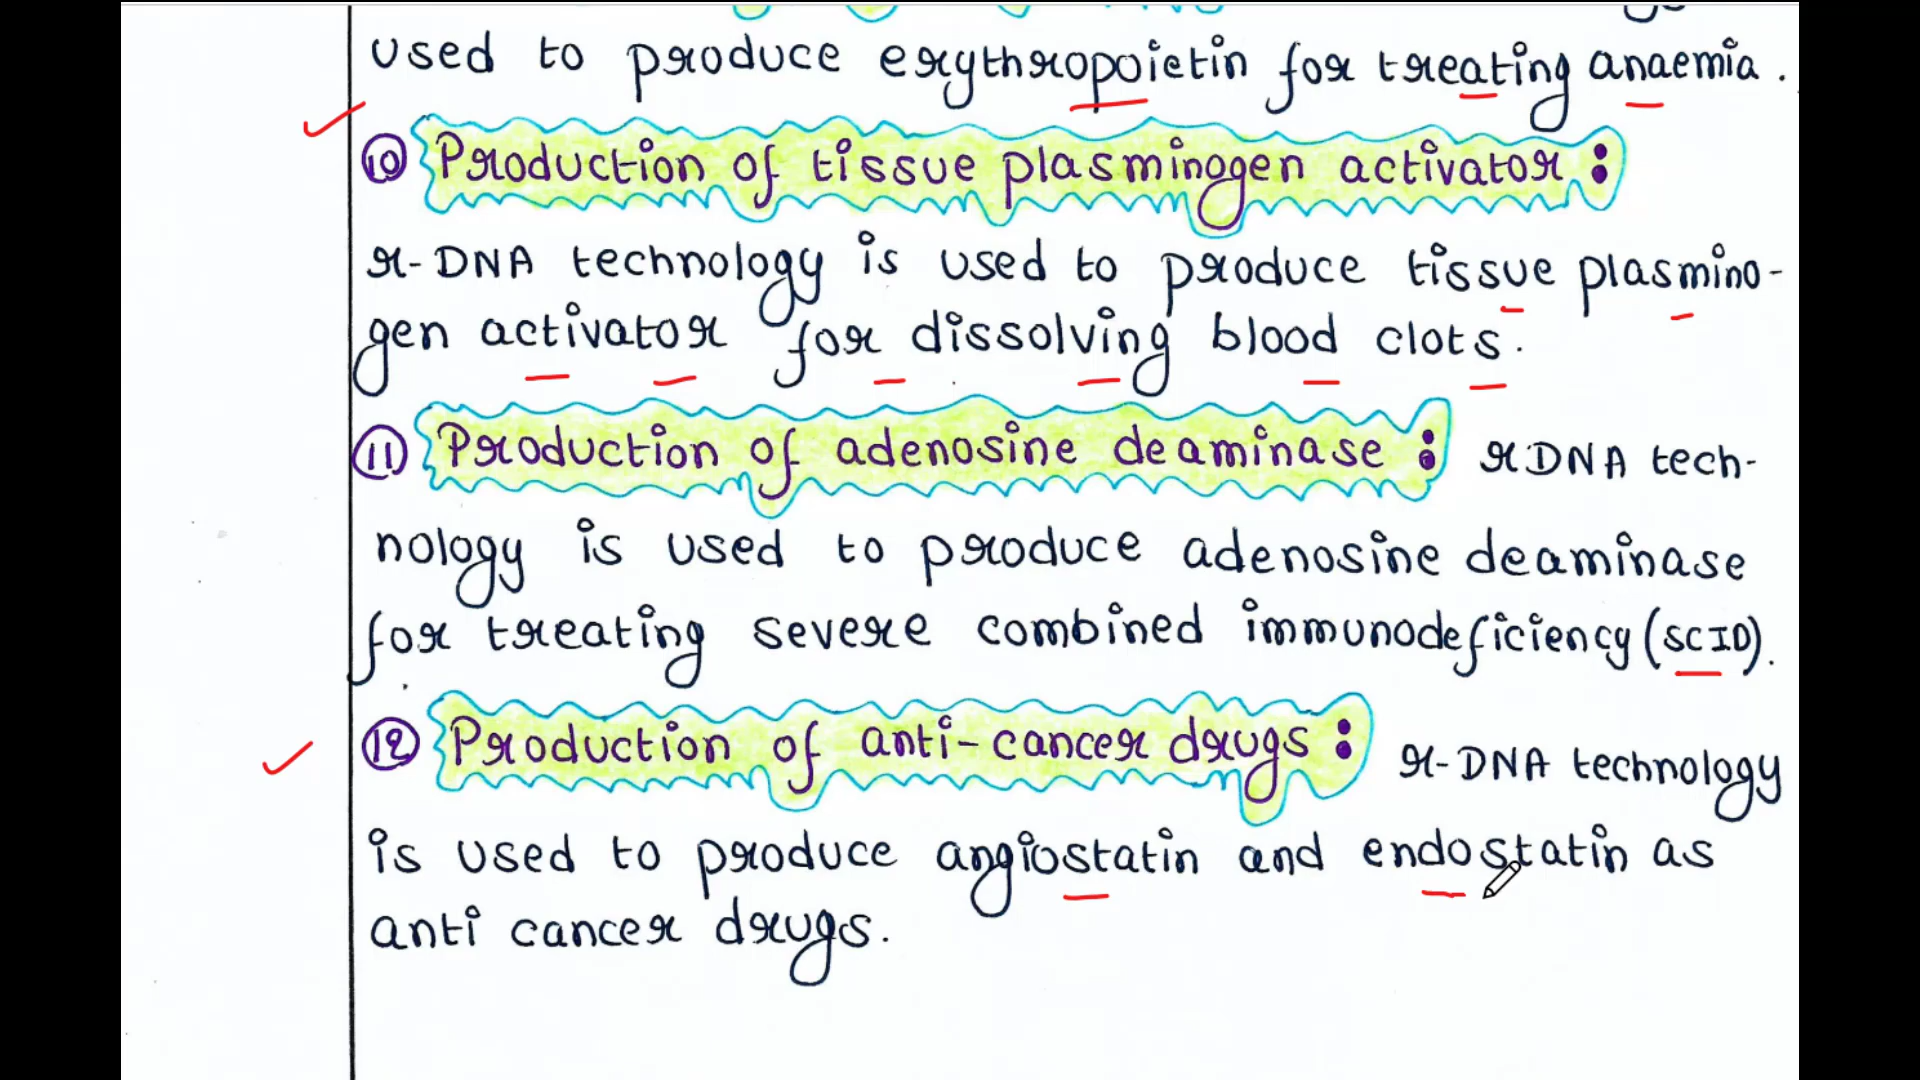 used to produce erythropoietin for treating anaemia.
10 Production of tissue plasminogen activator:
r-DNA technology is used to produce tissue plasmino-
gen activator for dissolving blood clots.
11 Production of adenosine deaminase: rDNA tech-
nology is used to produce adenosine deaminase
for treating severe combined immunodeficiency (SCID).
12 Production of anti-cancer drugs: r-DNA technology
is used to produce angiostatin and endostatin as
anti cancer drugs.